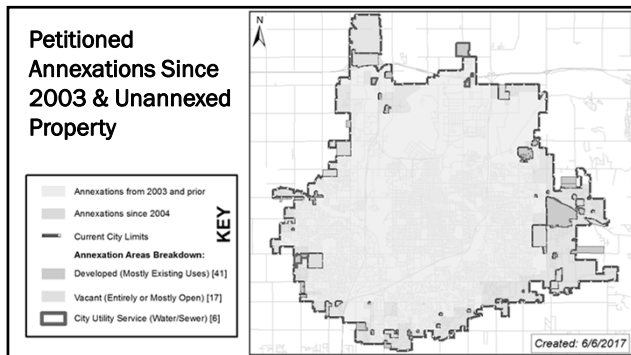 Petitioned
Annexations Since
2003 & Unannexed
Property
N
Annexations from 2003 and prior
Annexations since 2004
Current City Limits
Annexation Areas Breakdown:
Developed (Mostly Existing Uses) [41]
Vacant (Entirely or Mostly Open) [17]
City Utility Service (Water/Sewer) [6]
KEY
Created: 6/6/2017